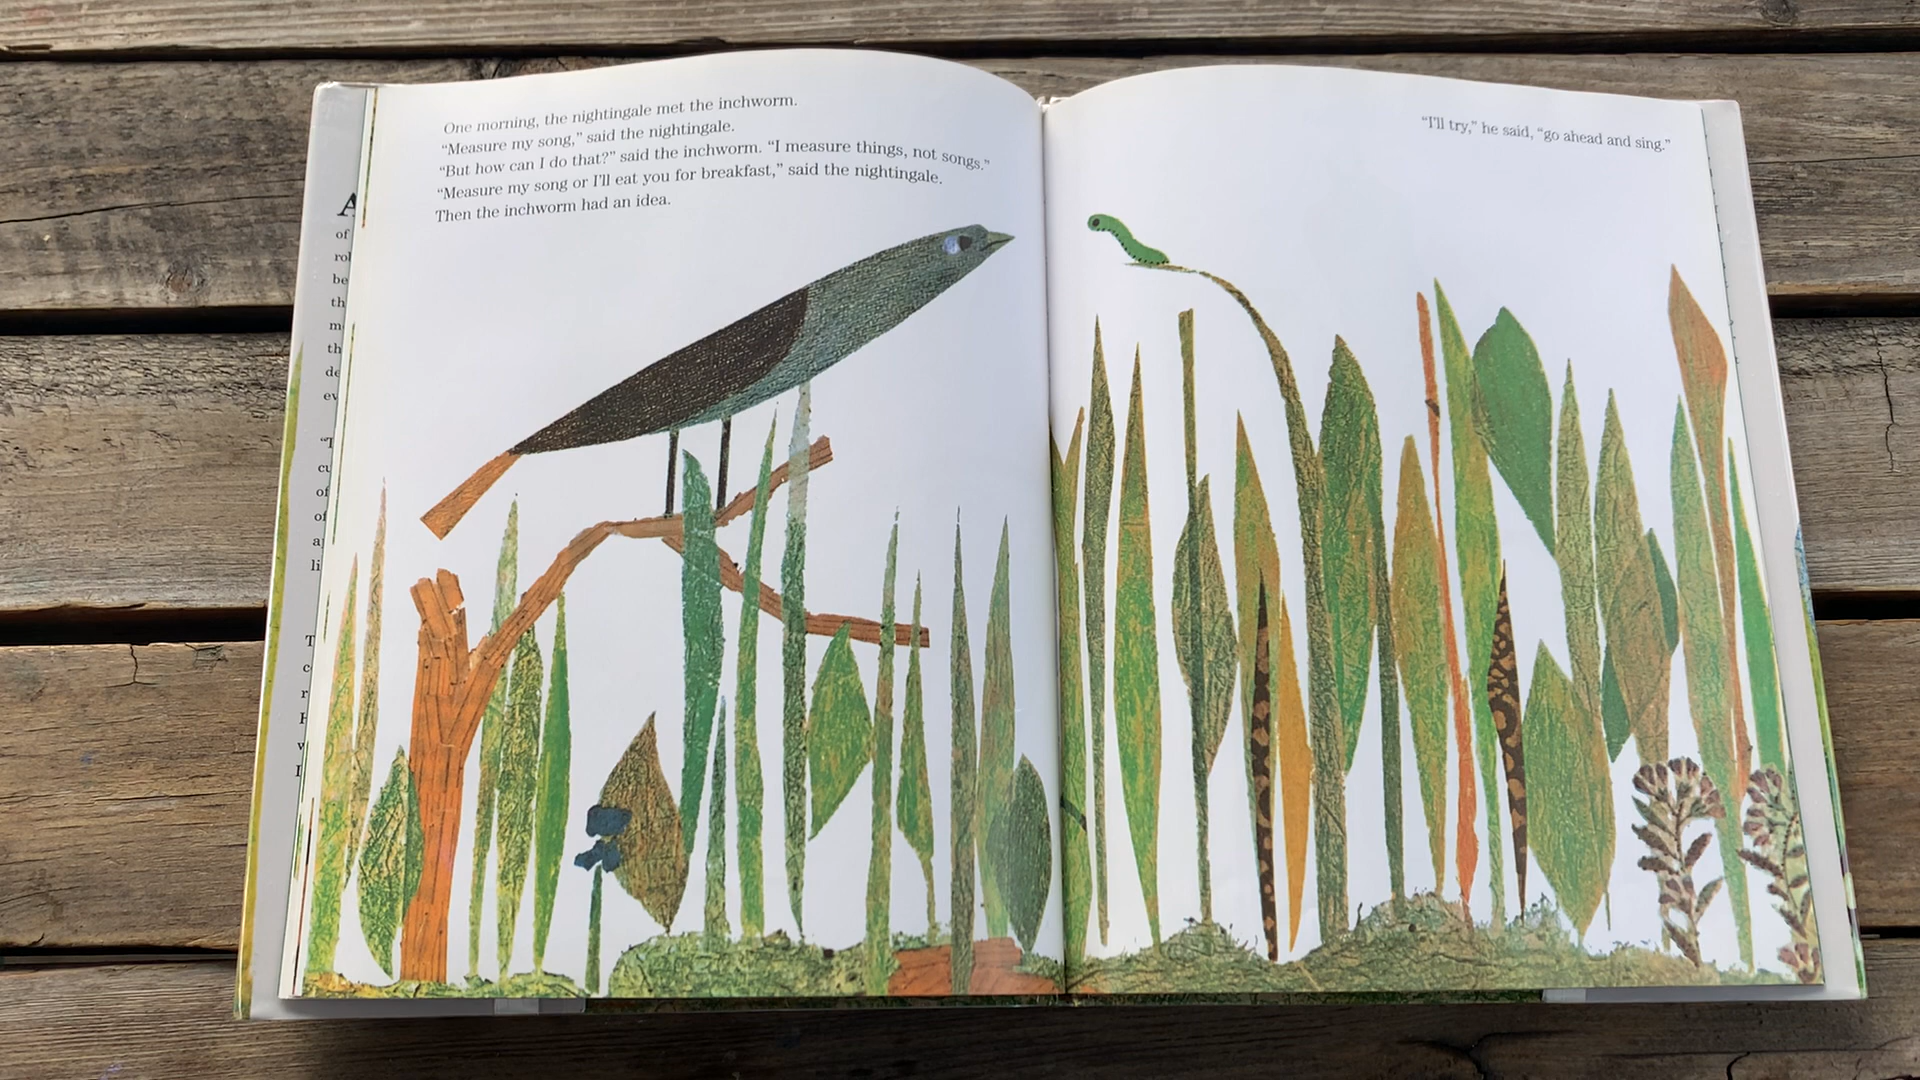 One morning, the nightingale met the inchworm.
“Measure my song,” said the nightingale.
“But how can I do that?” said the inchworm. “I measure things, not songs.”
“Measure my song or I’ll eat you for breakfast,” said the nightingale.
Then the inchworm had an idea.
“I’ll try,” he said, “go ahead and sing.”
A
of
be